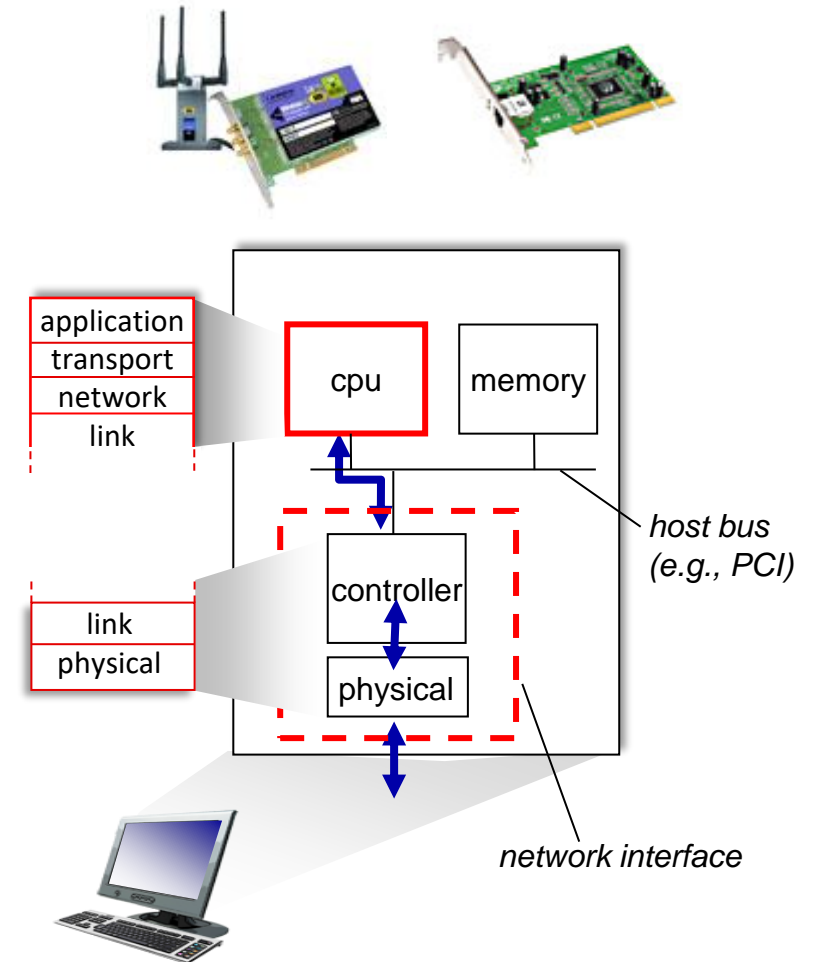 application
transport
network
link
cpu
memory
host bus
(e.g., PCI)
controller
link
physical
physical
network interface